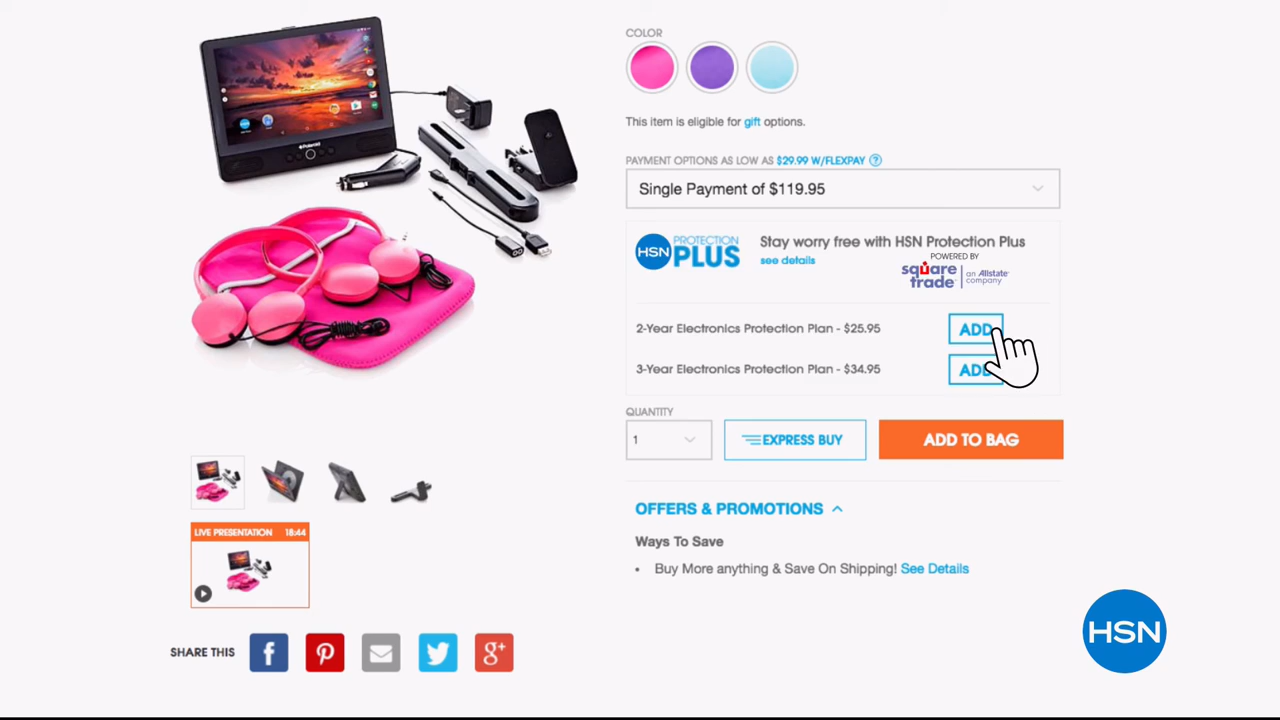 COLOR
This item is eligible for gift options.
PAYMENT OPTIONS AS LOW AS $29.99 W/FLEXPAY ?
Single Payment of $119.95
HSN PROTECTION PLUS
Stay worry free with HSN Protection Plus
see details
POWERED BY
square trade | an Allstate company
2-Year Electronics Protection Plan - $25.95 ADD
3-Year Electronics Protection Plan - $34.95 ADD
QUANTITY
1 EXPRESS BUY ADD TO BAG
OFFERS & PROMOTIONS
Ways To Save
• Buy More anything & Save On Shipping! See Details
Polaroid
LIVE PRESENTATION 18:44
SHARE THIS f g+
HSN